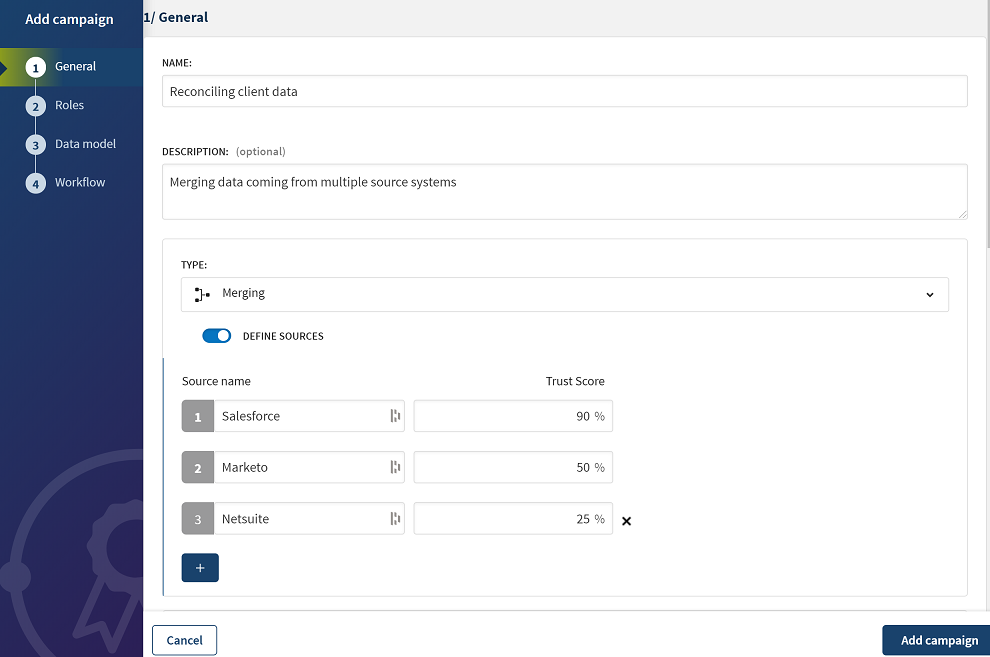 Add campaign
1/ General
1 General
2 Roles
3 Data model
4 Workflow
NAME:
Reconciling client data
DESCRIPTION: (optional)
Merging data coming from multiple source systems
TYPE:
Merging
DEFINE SOURCES
Source name Trust Score
1 Salesforce 90 %
2 Marketo 50 %
3 Netsuite 25 %
+
Cancel Add campaign